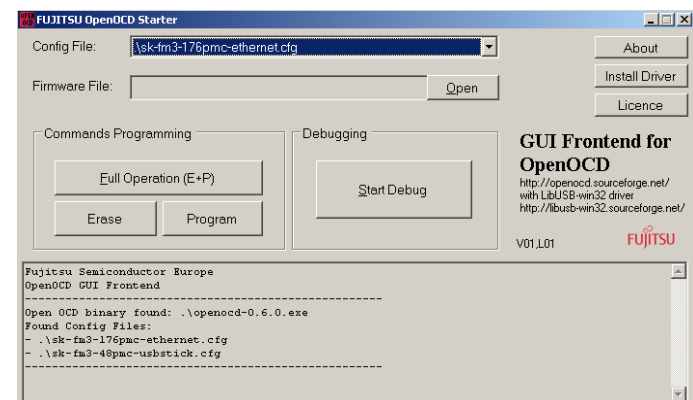 FUJITSU OpenOCD Starter
Config File:
\sk-fm3-176pmc-ethernet.cfg
About
Firmware File:
Open
Install Driver
Licence
Commands Programming
Full Operation (E+P)
Erase
Program
Debugging
Start Debug
GUI Frontend for
OpenOCD
http://openocd.sourceforge.net/
with LibUSB-win32 driver
http://libusb-win32.sourceforge.net/
V01,L01
FUJITSU
Fujitsu Semiconductor Europe
OpenOCD GUI Frontend
-----------------------------------------------------
Open OCD binary found: .\openocd-0.6.0.exe
Found Config Files:
- .\sk-fm3-176pmc-ethernet.cfg
- .\sk-fm3-48pmc-usbstick.cfg
-----------------------------------------------------